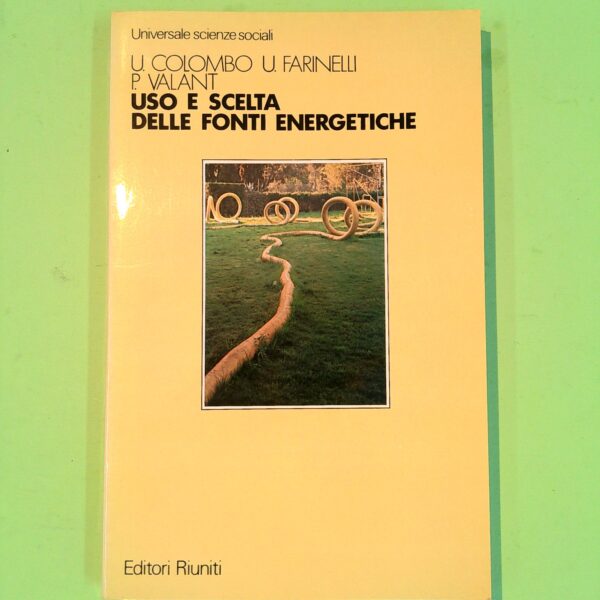 Universale scienze sociali
U. COLOMBO U. FARINELLI
P. VALANT
USO E SCELTA
DELLE FONTI ENERGETICHE
Editori Riuniti